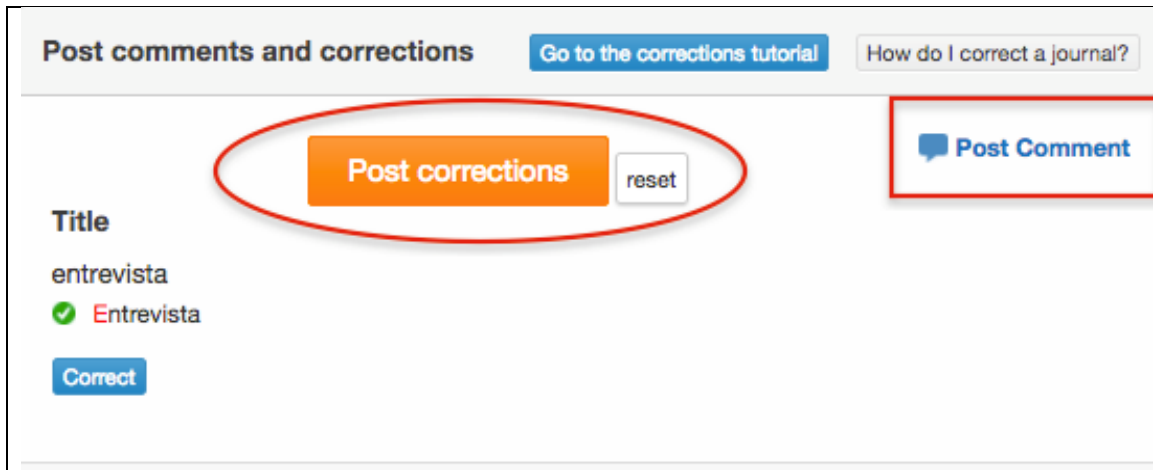 Post comments and corrections Go to the corrections tutorial How do I correct a journal?
Post corrections reset
Post Comment
Title
entrevista
Entrevista
Correct